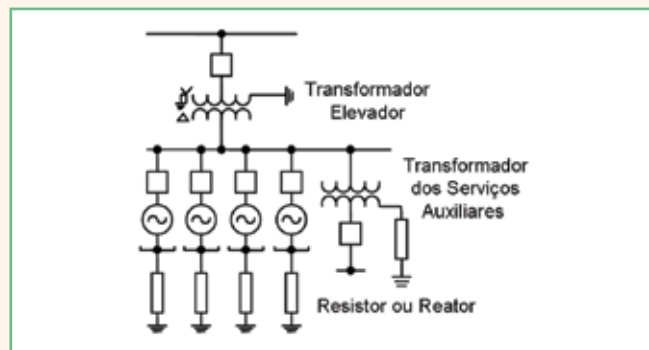 Transformador
Elevador
Transformador
dos Serviços
Auxiliares
Resistor ou Reator